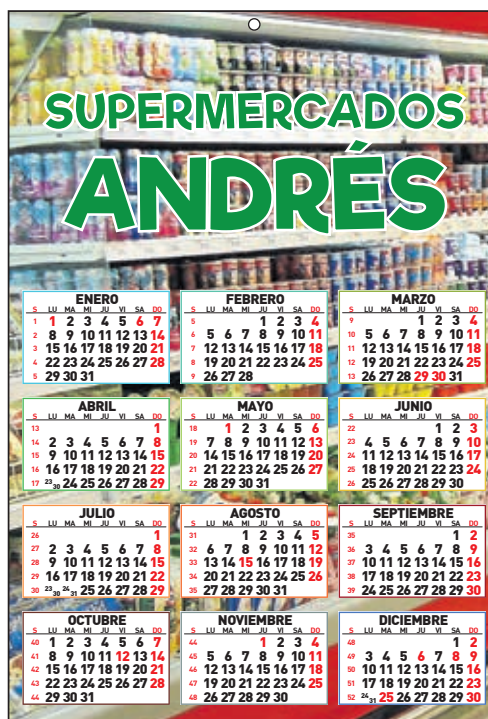 SUPERMERCADOS
ANDRÉS
ENERO
S LU MA MI JU VI SA DO
1 1 2 3 4 5 6 7
2 8 9 10 11 12 13 14
3 15 16 17 18 19 20 21
4 22 23 24 25 26 27 28
5 29 30 31
FEBRERO
S LU MA MI JU VI SA DO
5 1 2 3 4
6 5 6 7 8 9 10 11
7 12 13 14 15 16 17 18
8 19 20 21 22 23 24 25
9 26 27 28
MARZO
S LU MA MI JU VI SA DO
9 1 2 3 4
10 5 6 7 8 9 10 11
11 12 13 14 15 16 17 18
12 19 20 21 22 23 24 25
13 26 27 28 29 30 31
ABRIL
S LU MA MI JU VI SA DO
13 1
14 2 3 4 5 6 7 8
15 9 10 11 12 13 14 15
16 16 17 18 19 20 21 22
17 23 30 24 25 26 27 28 29
MAYO
S LU MA MI JU VI SA DO
18 1 2 3 4 5 6
19 7 8 9 10 11 12 13
20 14 15 16 17 18 19 20
21 21 22 23 24 25 26 27
22 28 29 30 31
JUNIO
S LU MA MI JU VI SA DO
22 1 2 3
23 4 5 6 7 8 9 10
24 11 12 13 14 15 16 17
25 18 19 20 21 22 23 24
26 25 26 27 28 29 30
JULIO
S LU MA MI JU VI SA DO
26 1
27 2 3 4 5 6 7 8
28 9 10 11 12 13 14 15
29 16 17 18 19 20 21 22
30 23 30 24 31 25 26 27 28 29
AGOSTO
S LU MA MI JU VI SA DO
31 1 2 3 4 5
32 6 7 8 9 10 11 12
33 13 14 15 16 17 18 19
34 20 21 22 23 24 25 26
35 27 28 29 30 31
SEPTIEMBRE
S LU MA MI JU VI SA DO
35 1 2
36 3 4 5 6 7 8 9
37 10 11 12 13 14 15 16
38 17 18 19 20 21 22 23
39 24 25 26 27 28 29 30
OCTUBRE
S LU MA MI JU VI SA DO
40 1 2 3 4 5 6 7
41 8 9 10 11 12 13 14
42 15 16 17 18 19 20 21
43 22 23 24 25 26 27 28
44 29 30 31
NOVIEMBRE
S LU MA MI JU VI SA DO
44 1 2 3 4
45 5 6 7 8 9 10 11
46 12 13 14 15 16 17 18
47 19 20 21 22 23 24 25
48 26 27 28 29 30
DICIEMBRE
S LU MA MI JU VI SA DO
48 1 2
49 3 4 5 6 7 8 9
50 10 11 12 13 14 15 16
51 17 18 19 20 21 22 23
52 24 31 25 26 27 28 29 30